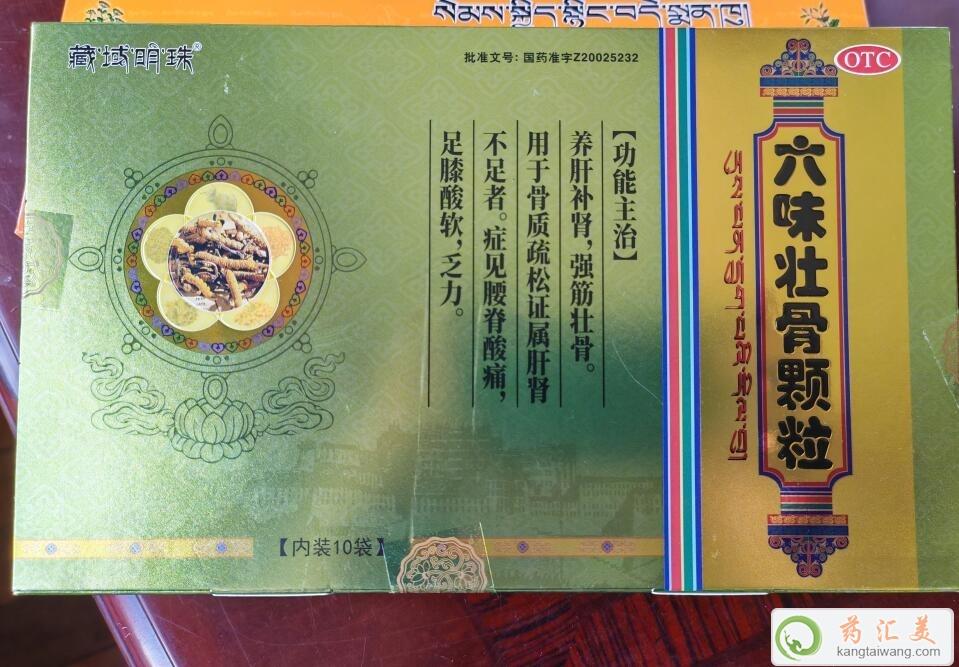 藏域明珠®
批准文号: 国药准字Z20025232
OTC
六味壮骨颗粒
【功能主治】
养肝补肾，强筋壮骨。
用于骨质疏松证属肝肾
不足者。症见腰脊酸痛，
足膝酸软，乏力。
【内装10袋】
药汇美
kangtaiwang.com